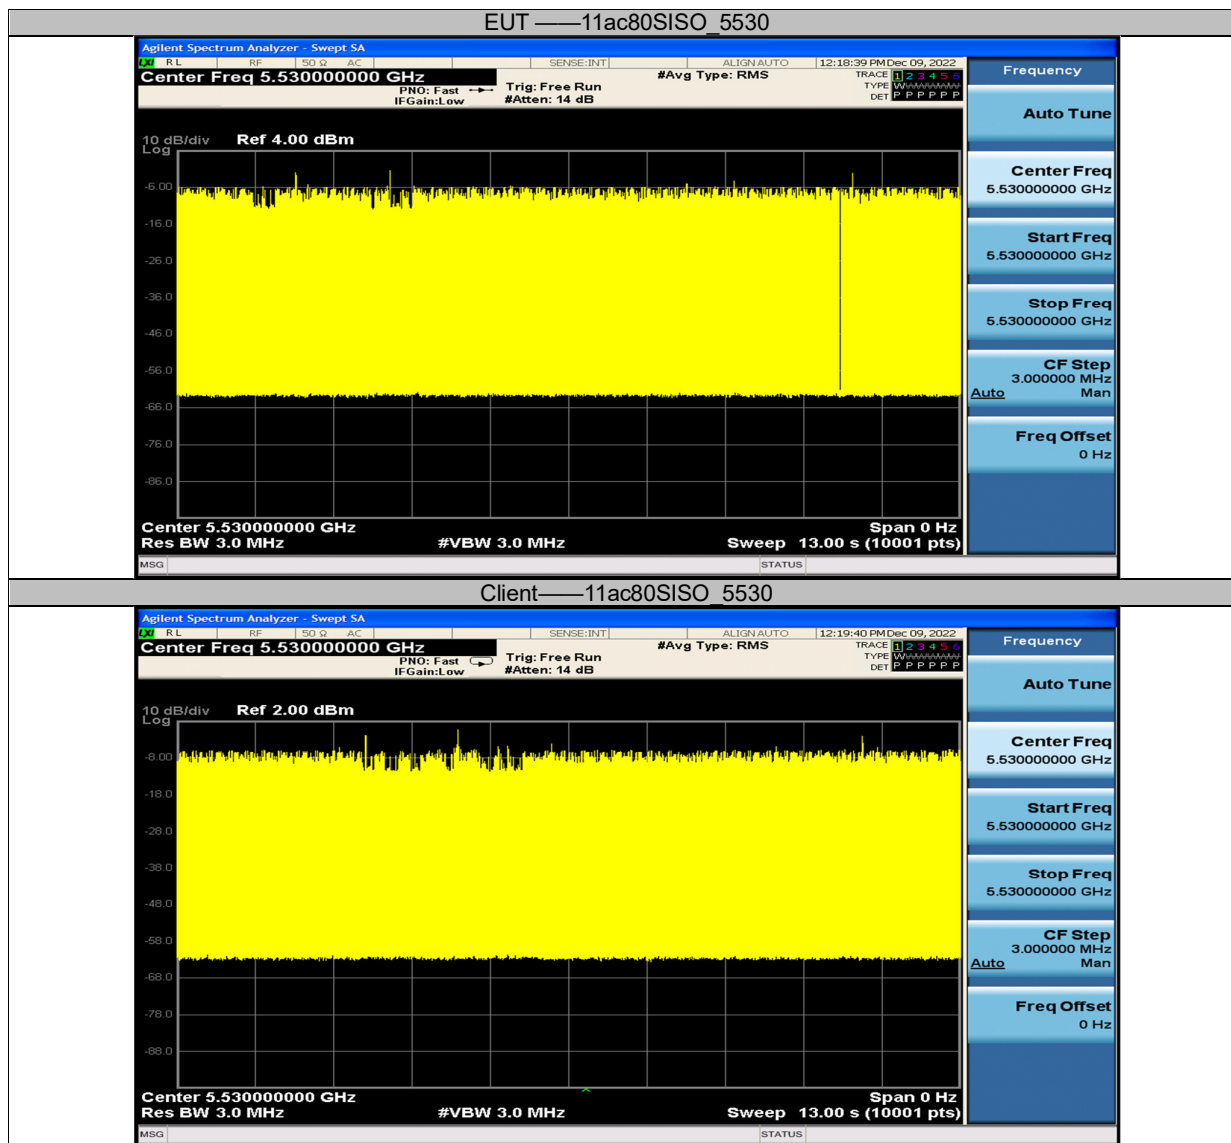 EUT ——11ac80SISO_5530
Agilent Spectrum Analyzer - Swept SA
LXI RL RF 50 Ω AC SENSE:INT ALIGN AUTO 12:18:39 PM Dec 09, 2022
Center Freq 5.530000000 GHz #Avg Type: RMS TRACE 1 2 3 4 5 6
PNO: Fast Trig: Free Run TYPE WWWWWW
IFGain:Low #Atten: 14 dB DET P P P P P P
10 dB/div Ref 4.00 dBm
Log
-6.00
-16.0
-26.0
-36.0
-46.0
-56.0
-66.0
-76.0
-86.0
Center 5.530000000 GHz Span 0 Hz
Res BW 3.0 MHz #VBW 3.0 MHz Sweep 13.00 s (10001 pts)
MSG STATUS
Frequency
Auto Tune
Center Freq
5.530000000 GHz
Start Freq
5.530000000 GHz
Stop Freq
5.530000000 GHz
CF Step
3.000000 MHz
Auto Man
Freq Offset
0 Hz
Client——11ac80SISO_5530
Agilent Spectrum Analyzer - Swept SA
LXI RL RF 50 Ω AC SENSE:INT ALIGN AUTO 12:19:40 PM Dec 09, 2022
Center Freq 5.530000000 GHz #Avg Type: RMS TRACE 1 2 3 4 5 6
PNO: Fast Trig: Free Run TYPE WWWWWW
IFGain:Low #Atten: 14 dB DET P P P P P P
10 dB/div Ref 2.00 dBm
Log
-8.00
-18.0
-28.0
-38.0
-48.0
-58.0
-68.0
-78.0
-88.0
Center 5.530000000 GHz Span 0 Hz
Res BW 3.0 MHz #VBW 3.0 MHz Sweep 13.00 s (10001 pts)
MSG STATUS
Frequency
Auto Tune
Center Freq
5.530000000 GHz
Start Freq
5.530000000 GHz
Stop Freq
5.530000000 GHz
CF Step
3.000000 MHz
Auto Man
Freq Offset
0 Hz